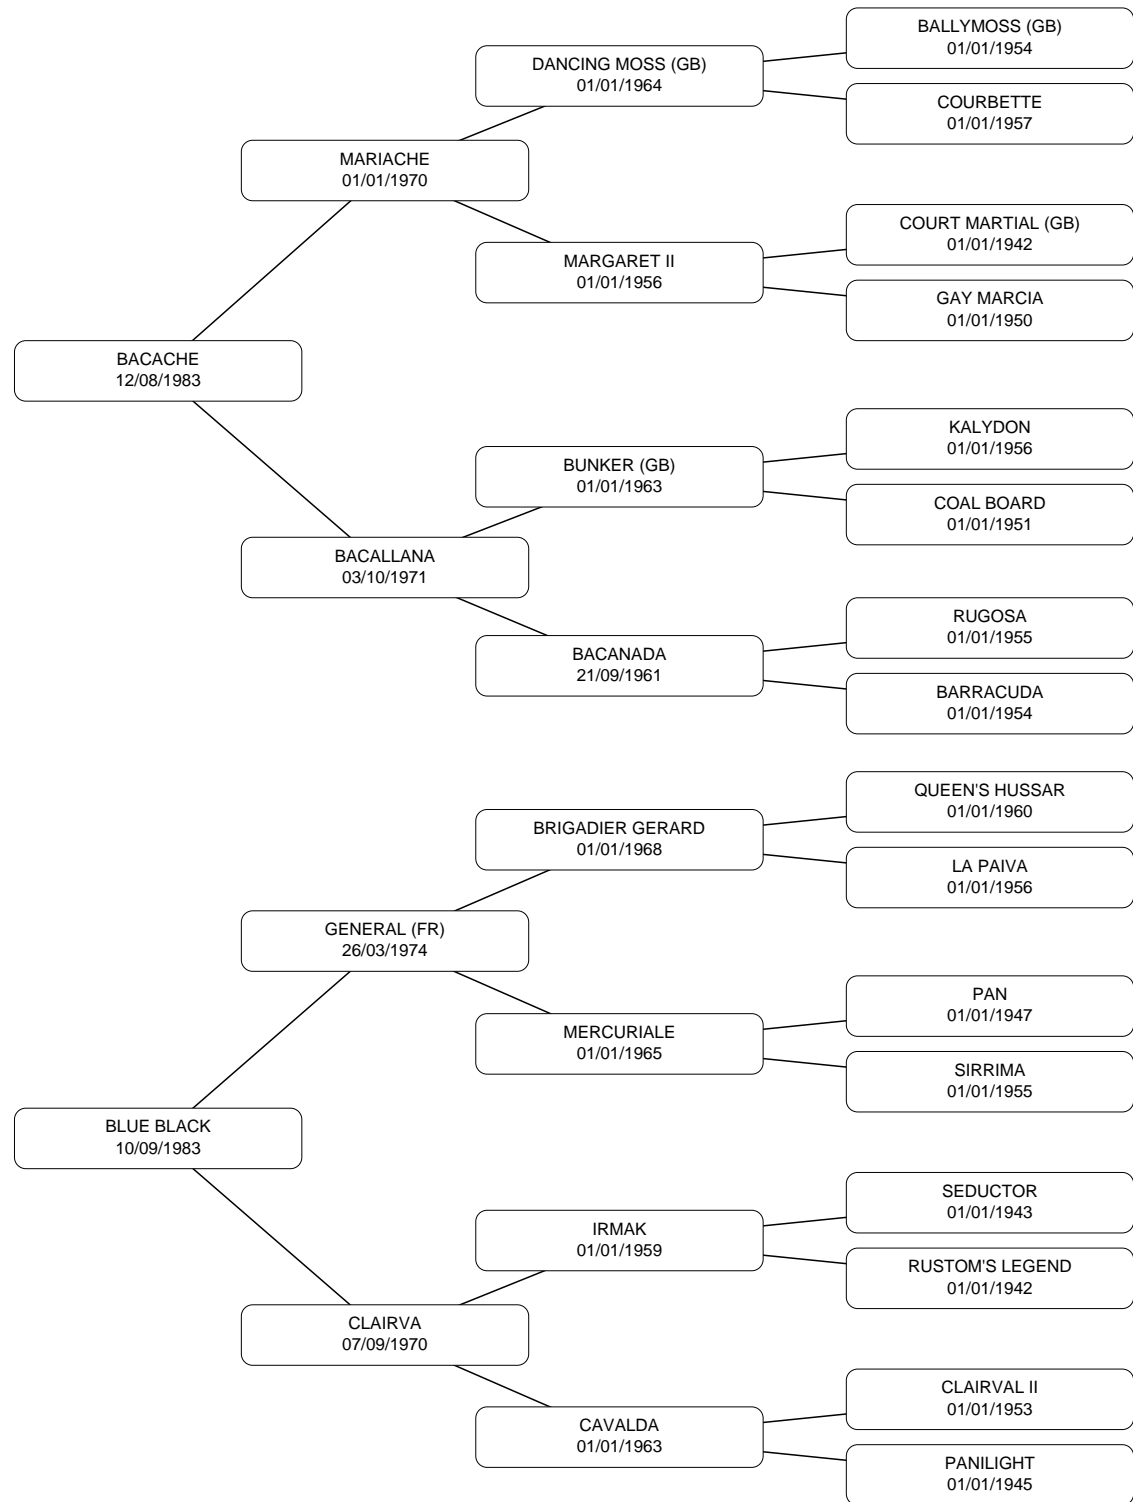 BALLYMOSS (GB)
01/01/1954
DANCING MOSS (GB)
01/01/1964
COURBETTE
01/01/1957
MARIACHE
01/01/1970
COURT MARTIAL (GB)
01/01/1942
MARGARET II
01/01/1956
GAY MARCIA
01/01/1950
BACACHE
12/08/1983
KALYDON
01/01/1956
BUNKER (GB)
01/01/1963
COAL BOARD
01/01/1951
BACALLANA
03/10/1971
RUGOSA
01/01/1955
BACANADA
21/09/1961
BARRACUDA
01/01/1954
QUEEN'S HUSSAR
01/01/1960
BRIGADIER GERARD
01/01/1968
LA PAIVA
01/01/1956
GENERAL (FR)
26/03/1974
PAN
01/01/1947
MERCURIALE
01/01/1965
SIRRIMA
01/01/1955
BLUE BLACK
10/09/1983
SEDUCTOR
01/01/1943
IRMAK
01/01/1959
RUSTOM'S LEGEND
01/01/1942
CLAIRVA
07/09/1970
CLAIRVAL II
01/01/1953
CAVALDA
01/01/1963
PANILIGHT
01/01/1945